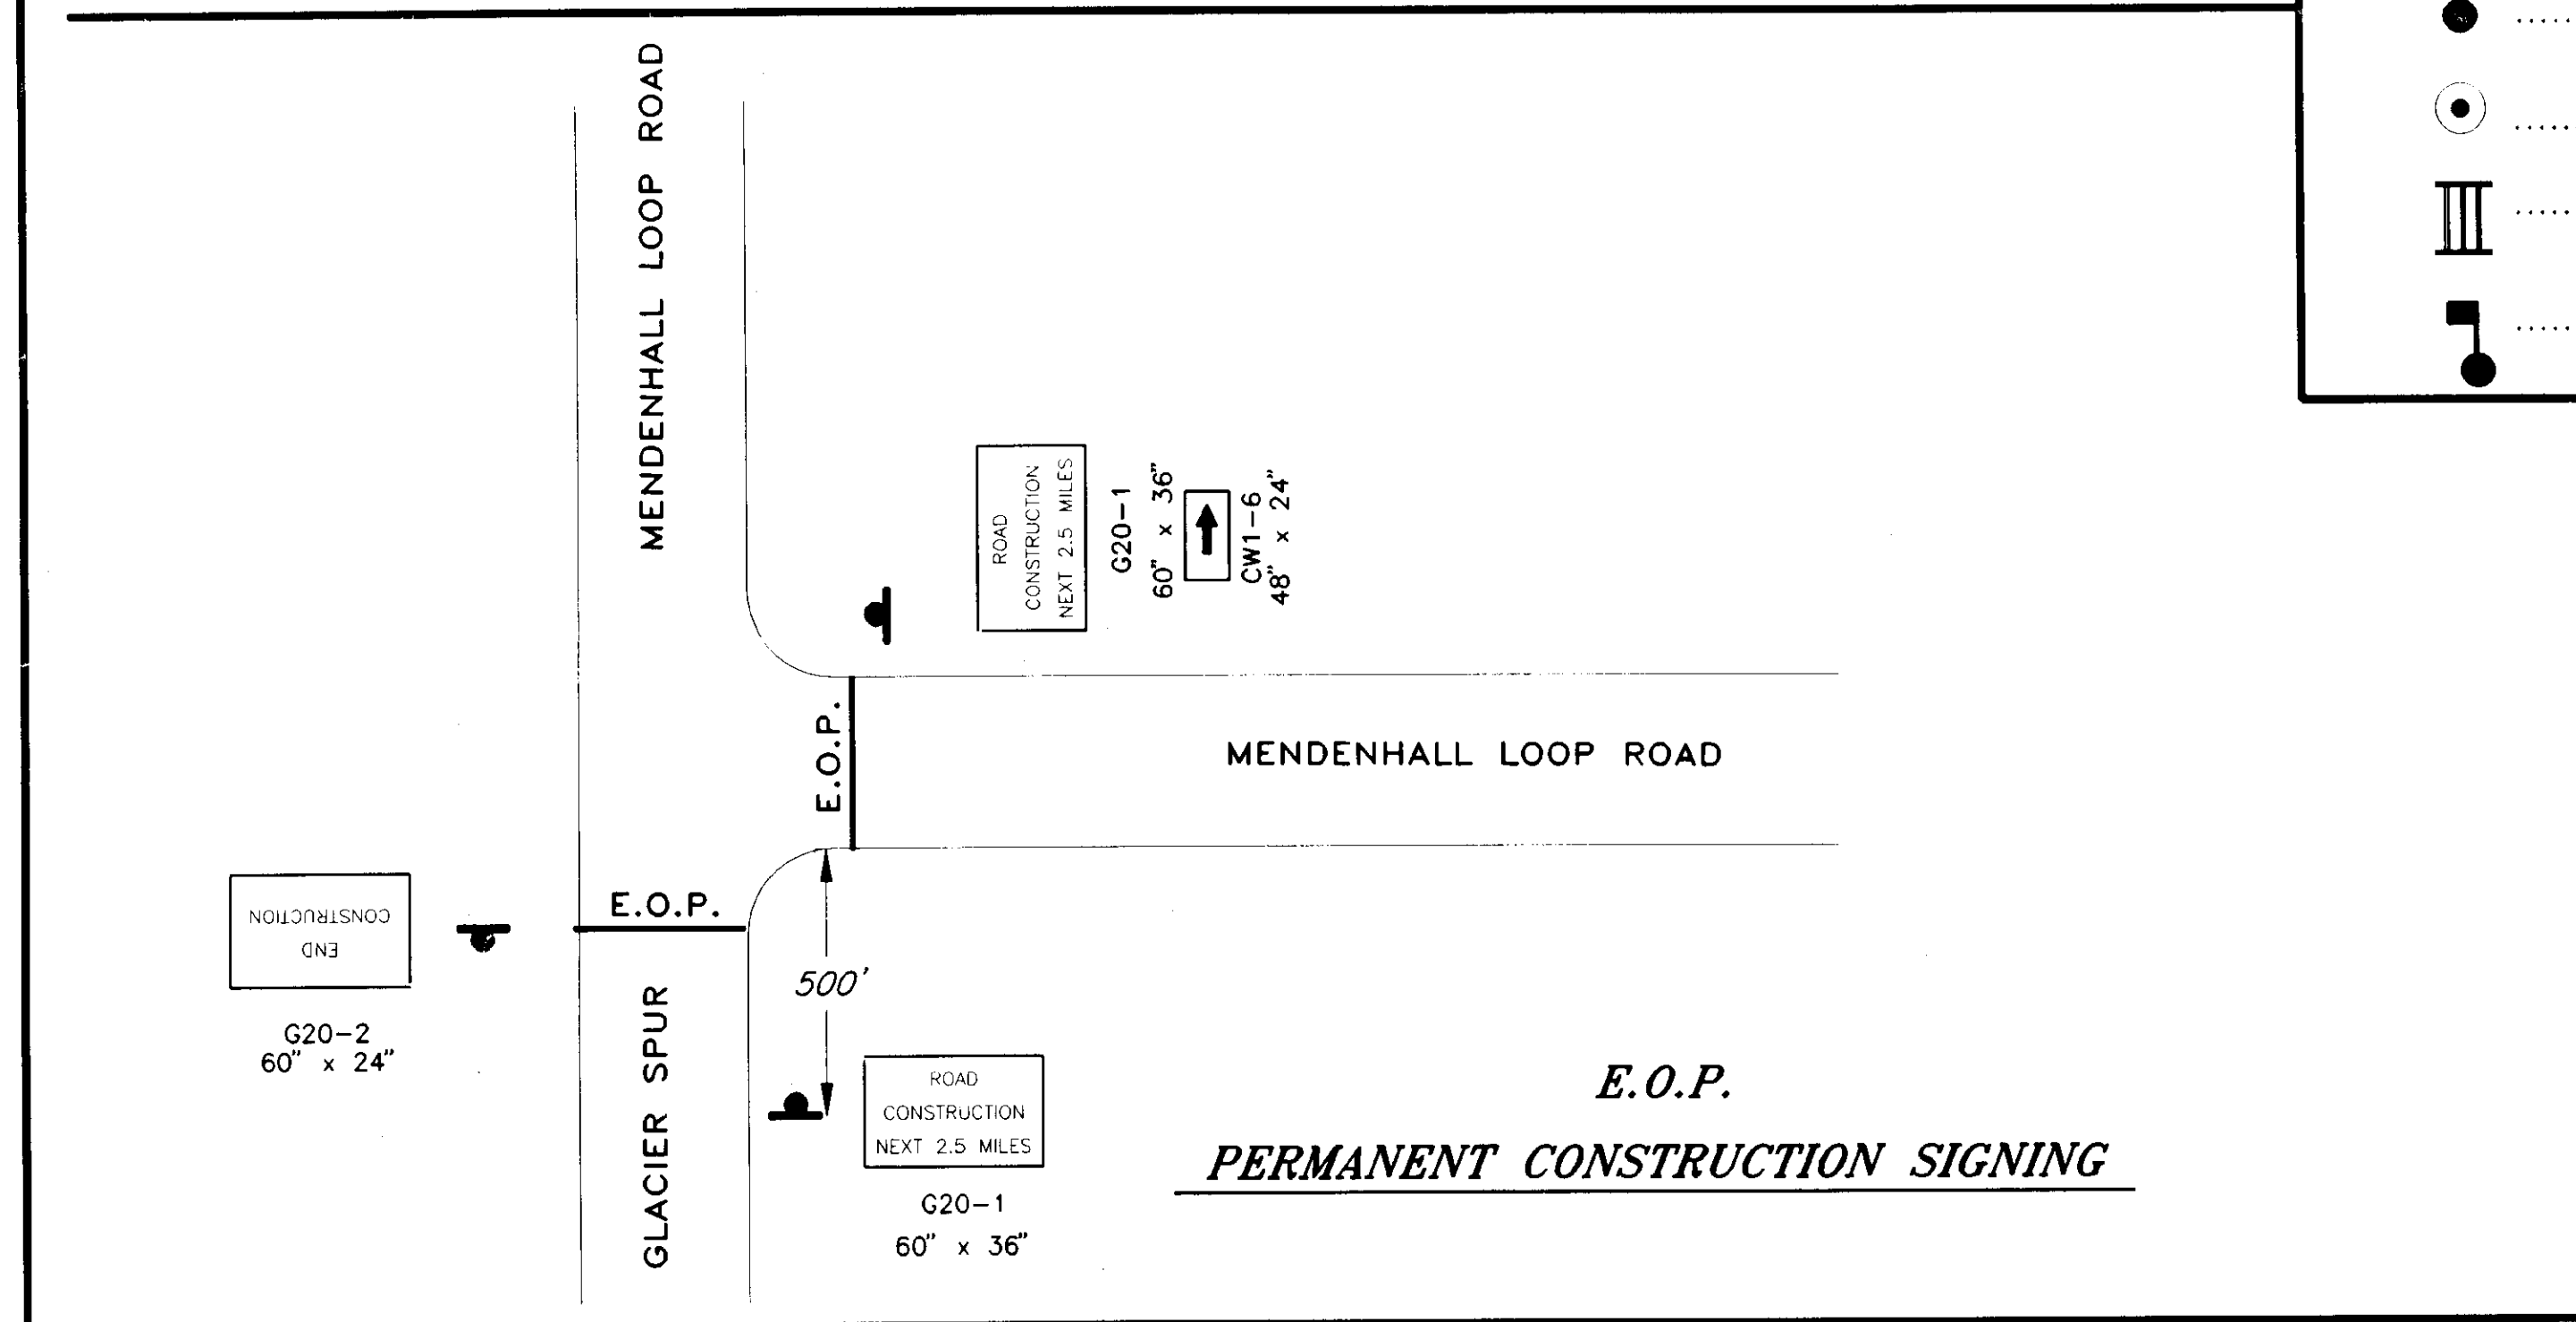 MENDENHALL LOOP ROAD
ROAD
CONSTRUCTION
NEXT 2.5 MILES
G20-1
60" x 36"
CW1-6
48" x 24"
E.O.P.
MENDENHALL LOOP ROAD
END
CONSTRUCTION
G20-2
60" x 24"
E.O.P.
500'
GLACIER SPUR
ROAD
CONSTRUCTION
NEXT 2.5 MILES
G20-1
60" x 36"
E.O.P.
PERMANENT CONSTRUCTION SIGNING